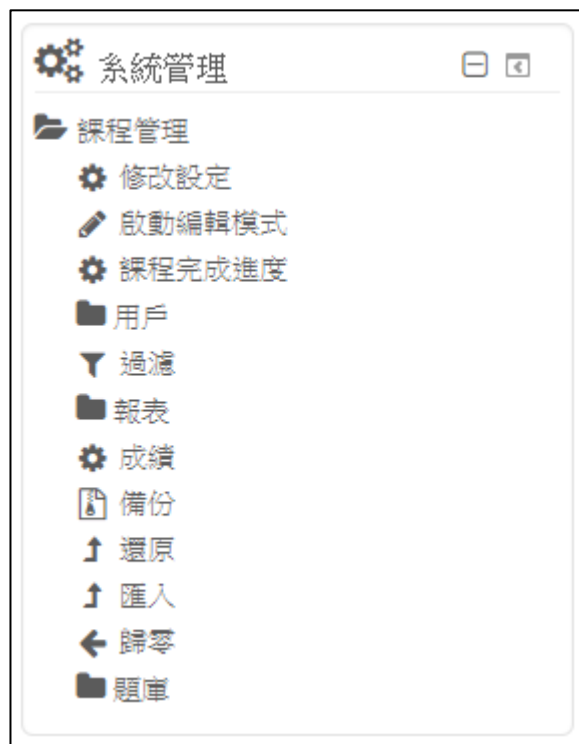 系統管理
課程管理
修改設定
啟動編輯模式
課程完成進度
用戶
過濾
報表
成績
備份
還原
匯入
歸零
題庫